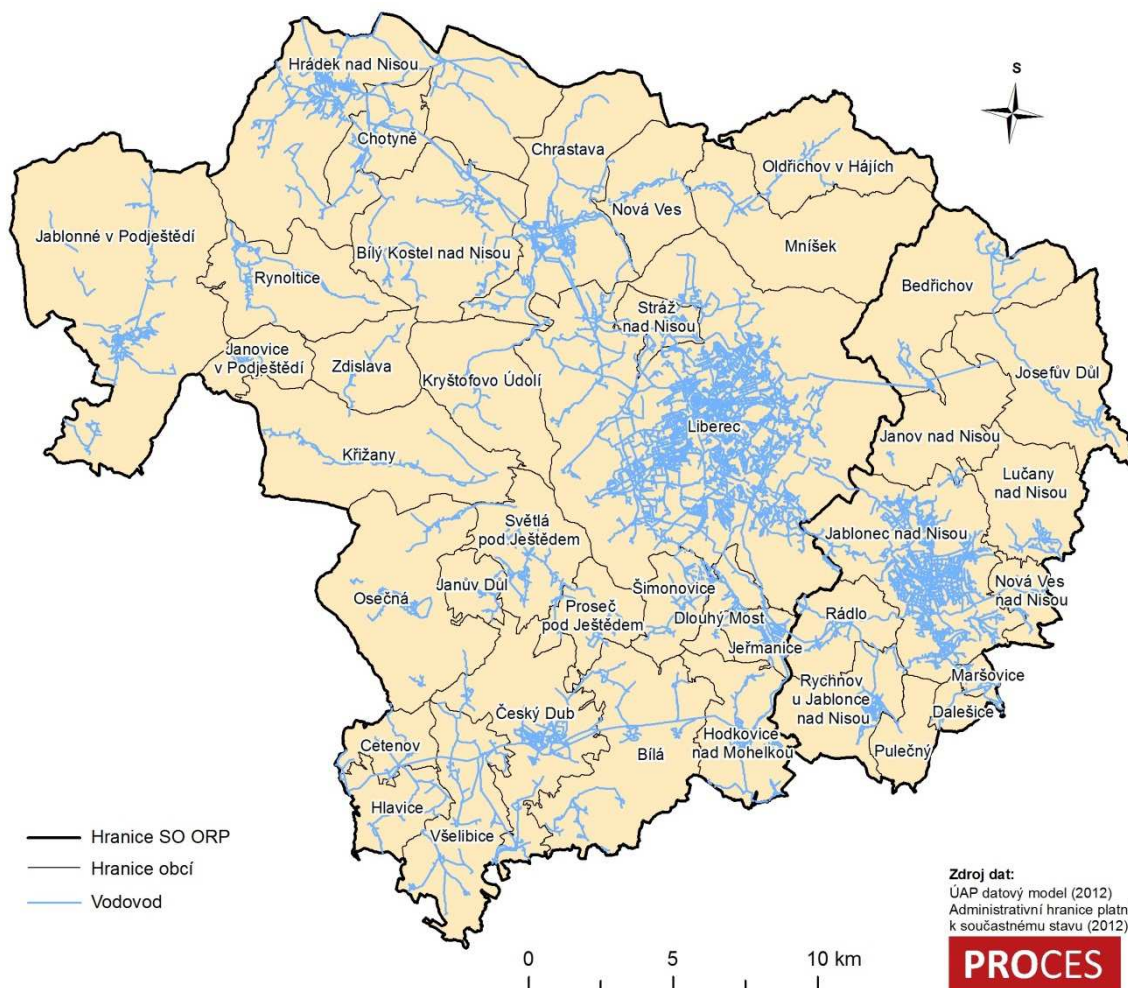 Hrádek nad Nisou
S
Chotyně
Chrastava
Oldřichov v Hájích
Nová Ves
Jablonné v Podještědí
Bílý Kostel nad Nisou
Mníšek
Rynoltice
Bedřichov
Stráž
nad Nisou
Janovice
v Podještědí
Zdislava
Kryštofovo Údolí
Josefův Důl
Liberec
Janov nad Nisou
Křižany
Lučany
nad Nisou
Světlá
pod Ještědem
Jablonec nad Nisou
Janův Důl
Šimonovice
Nová Ves
nad Nisou
Osečná
Proseč
pod Ještědem
Dlouhý Most
Rádlo
Jeřmanice
Maršovice
Rychnov
u Jablonce
nad Nisou
Dalešice
Český Dub
Hodkovice
nad Mohelkou
Cetenov
Bílá
Pulečný
Hlavice
Všelibice
Hranice SO ORP
Hranice obcí
Vodovod
Zdroj dat:
ÚAP datový model (2012)
Administrativní hranice platn
k součastnému stavu (2012)
0 5 10 km
PROCES